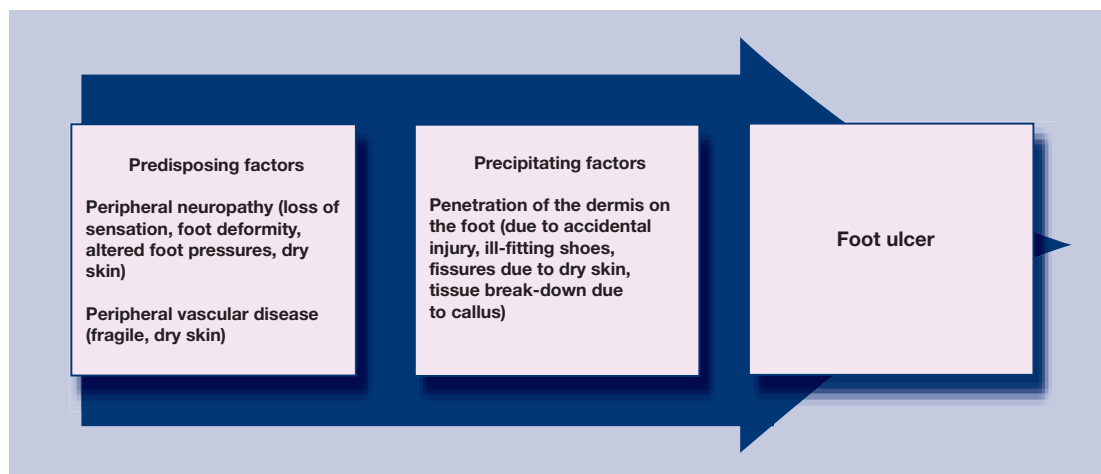 Predisposing factors
Peripheral neuropathy (loss of
sensation, foot deformity,
altered foot pressures, dry
skin)
Peripheral vascular disease
(fragile, dry skin)
Precipitating factors
Penetration of the dermis on
the foot (due to accidental
injury, ill-fitting shoes,
fissures due to dry skin,
tissue break-down due
to callus)
Foot ulcer